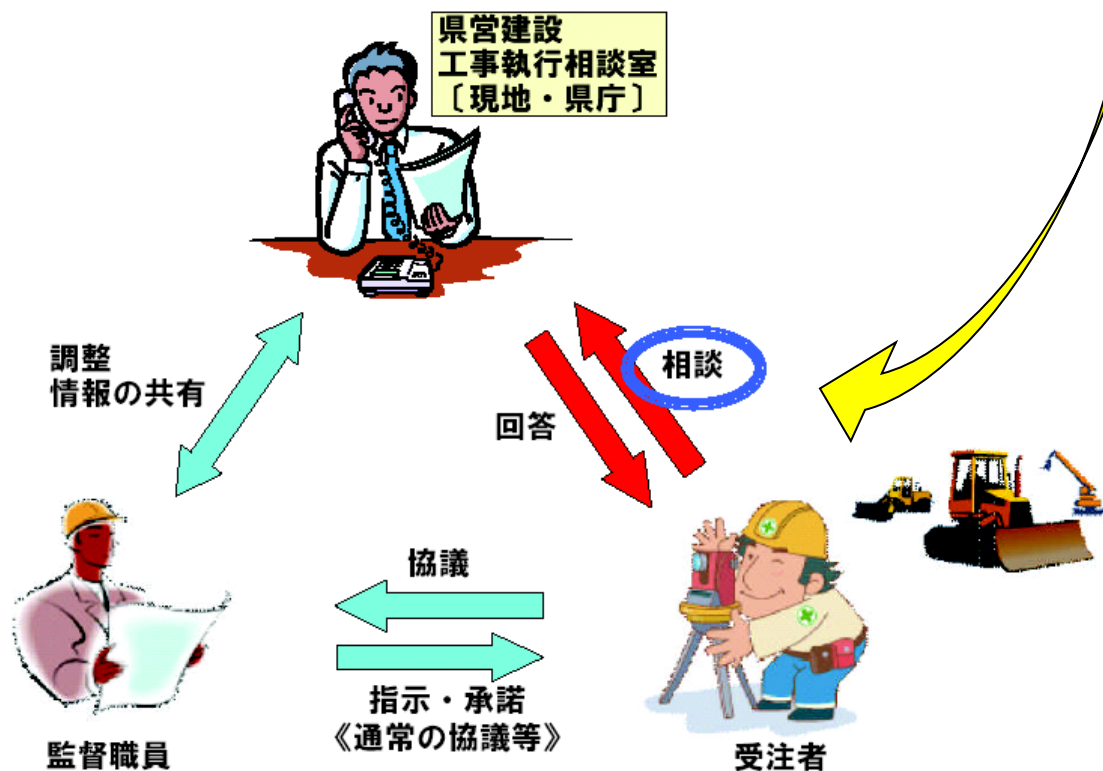 県営建設
工事執行相談室
〔現地・県庁〕
調整
情報の共有
相談
回答
協議
指示・承諾
《通常の協議等》
監督職員
受注者